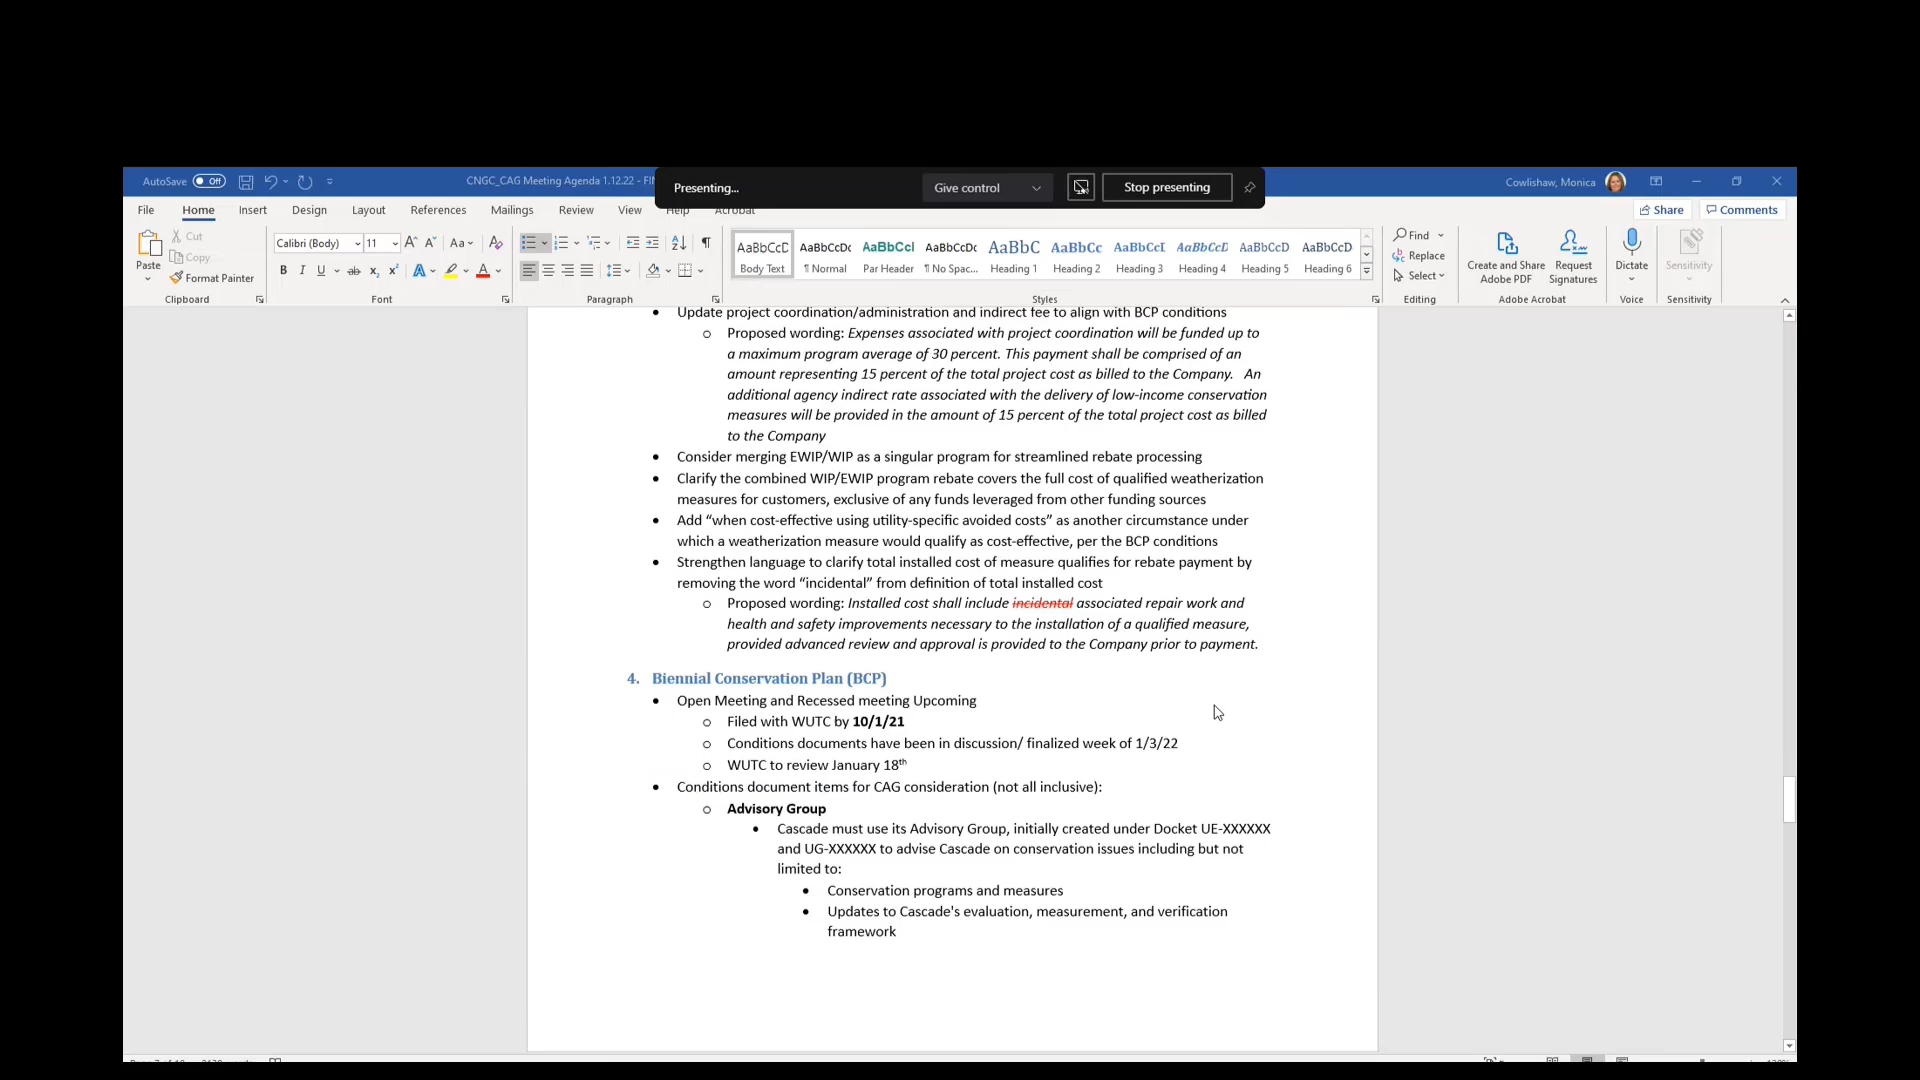 AutoSave Off
CNGC_CAG Meeting Agenda 1.12.22 - FIN
Presenting...
Give control
Stop presenting
Cowlishaw, Monica
File Home Insert Design Layout References Mailings Review View Help Acrobat
Share Comments
Paste
Cut
Copy
Format Painter
Calibri (Body) 11
Aa
B I U ab x₂ x² A A
AaBbCcD AaBbCcDc AaBbCcI AaBbCcDc AaBbC AaBbCc AaBbCcI AaBbCcD AaBbCcD AaBbCcD
Body Text ¶ Normal Par Header ¶ No Spac... Heading 1 Heading 2 Heading 3 Heading 4 Heading 5 Heading 6
Find
Replace
Select
Create and Share Adobe PDF
Request Signatures
Dictate
Sensitivity
Clipboard Font Paragraph Styles Editing Adobe Acrobat Voice Sensitivity
• Update project coordination/administration and indirect fee to align with BCP conditions
o Proposed wording: Expenses associated with project coordination will be funded up to
a maximum program average of 30 percent. This payment shall be comprised of an
amount representing 15 percent of the total project cost as billed to the Company. An
additional agency indirect rate associated with the delivery of low-income conservation
measures will be provided in the amount of 15 percent of the total project cost as billed
to the Company
• Consider merging EWIP/WIP as a singular program for streamlined rebate processing
• Clarify the combined WIP/EWIP program rebate covers the full cost of qualified weatherization
measures for customers, exclusive of any funds leveraged from other funding sources
• Add “when cost-effective using utility-specific avoided costs” as another circumstance under
which a weatherization measure would qualify as cost-effective, per the BCP conditions
• Strengthen language to clarify total installed cost of measure qualifies for rebate payment by
removing the word “incidental” from definition of total installed cost
o Proposed wording: Installed cost shall include incidental associated repair work and
health and safety improvements necessary to the installation of a qualified measure,
provided advanced review and approval is provided to the Company prior to payment.
4. Biennial Conservation Plan (BCP)
• Open Meeting and Recessed meeting Upcoming
o Filed with WUTC by 10/1/21
o Conditions documents have been in discussion/ finalized week of 1/3/22
o WUTC to review January 18th
• Conditions document items for CAG consideration (not all inclusive):
o Advisory Group
• Cascade must use its Advisory Group, initially created under Docket UE-XXXXXX
and UG-XXXXXX to advise Cascade on conservation issues including but not
limited to:
• Conservation programs and measures
• Updates to Cascade's evaluation, measurement, and verification
framework